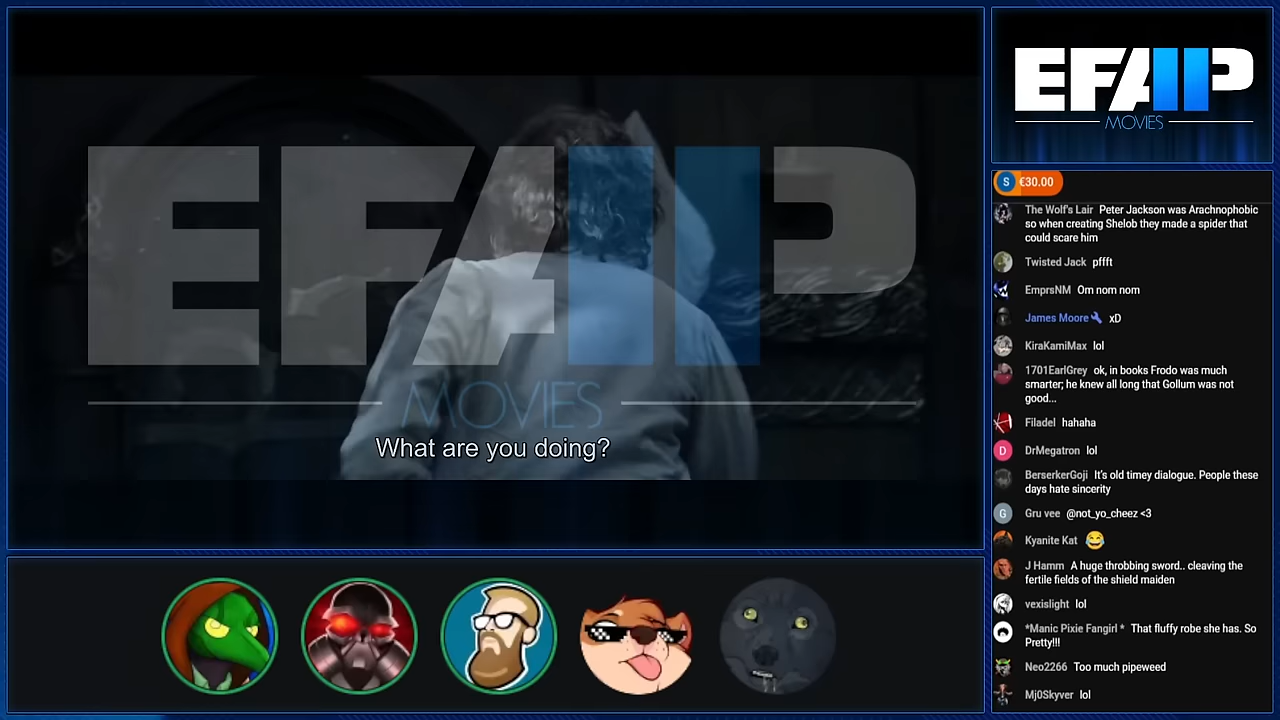 EFAP
MOVIES
What are you doing?
EFAP
MOVIES
S €30.00
The Wolf's Lair Peter Jackson was Arachnophobic
so when creating Shelob they made a spider that
could scare him
Twisted Jack pffft
EmprsNM Om nom nom
James Moore xD
KiraKamiMax lol
1701EarlGrey ok, in books Frodo was much
smarter; he knew all long that Gollum was not
good...
Filadel hahaha
D DrMegatron lol
BerserkerGoji It's old timey dialogue. People these
days hate sincerity
G Gru vee @not_yo_cheez <3
Kyanite Kat 😂
J Hamm A huge throbbing sword.. cleaving the
fertile fields of the shield maiden
vexislight lol
*Manic Pixie Fangirl * That fluffy robe she has. So
Pretty!!!
Neo2266 Too much pipeweed
Mj0Skyver lol